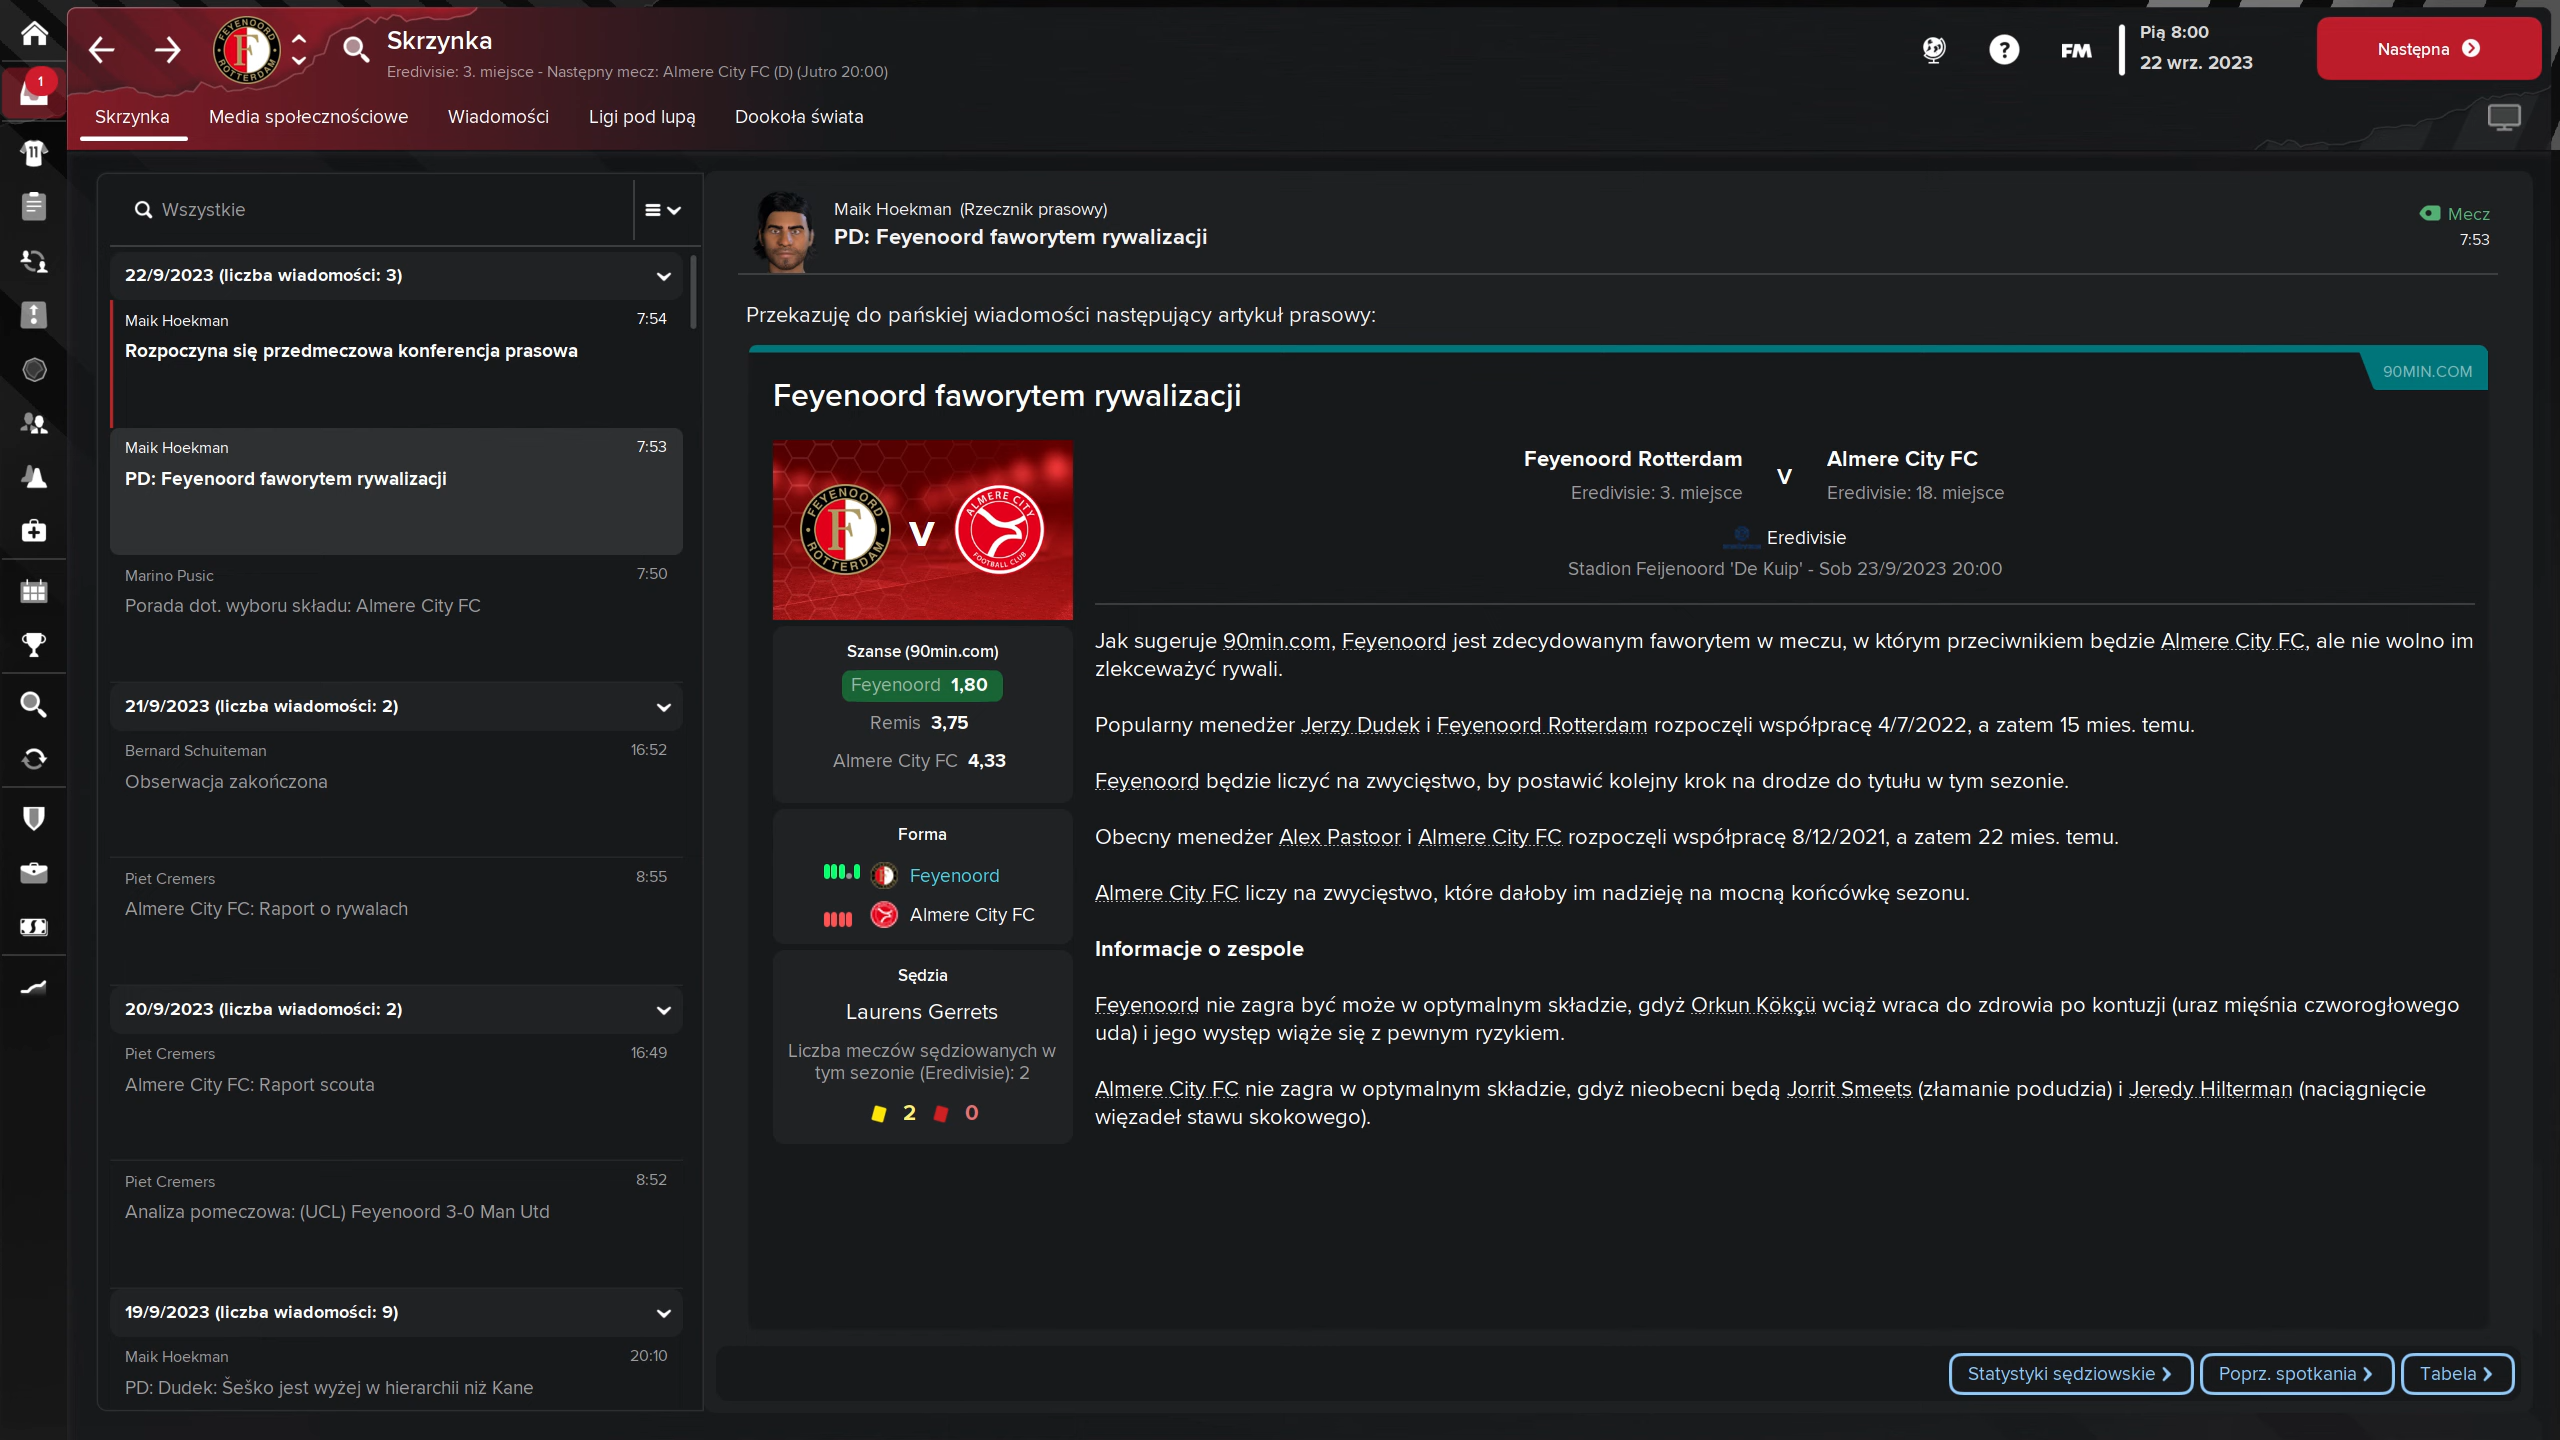 1
Skrzynka
Eredivisie: 3. miejsce - Następny mecz: Almere City FC (D) (Jutro 20:00)
FM
Pią 8:00
22 wrz. 2023
Następna
Skrzynka
Media społecznościowe
Wiadomości
Ligi pod lupą
Dookoła świata
11
Wszystkie
22/9/2023 (liczba wiadomości: 3)
Maik Hoekman 7:54
Rozpoczyna się przedmeczowa konferencja prasowa
Maik Hoekman 7:53
PD: Feyenoord faworytem rywalizacji
Marino Pusic 7:50
Porada dot. wyboru składu: Almere City FC
21/9/2023 (liczba wiadomości: 2)
Bernard Schuiteman 16:52
Obserwacja zakończona
Piet Cremers 8:55
Almere City FC: Raport o rywalach
20/9/2023 (liczba wiadomości: 2)
Piet Cremers 16:49
Almere City FC: Raport scouta
Piet Cremers 8:52
Analiza pomeczowa: (UCL) Feyenoord 3-0 Man Utd
19/9/2023 (liczba wiadomości: 9)
Maik Hoekman 20:10
PD: Dudek: Šeško jest wyżej w hierarchii niż Kane
Maik Hoekman (Rzecznik prasowy)
PD: Feyenoord faworytem rywalizacji
Mecz
7:53
Przekazuję do pańskiej wiadomości następujący artykuł prasowy:
90MIN.COM
Feyenoord faworytem rywalizacji
FEYENOORD
F
ROTTERDAM
V
ALMERE CITY
FOOTBALL CLUB
Feyenoord Rotterdam v Almere City FC
Eredivisie: 3. miejsce Eredivisie: 18. miejsce
Eredivisie
Stadion Feijenoord 'De Kuip' - Sob 23/9/2023 20:00
Szanse (90min.com)
Feyenoord 1,80
Remis 3,75
Almere City FC 4,33
Forma
Feyenoord
Almere City FC
Sędzia
Laurens Gerrets
Liczba meczów sędziowanych w
tym sezonie (Eredivisie): 2
2 0
Jak sugeruje 90min.com, Feyenoord jest zdecydowanym faworytem w meczu, w którym przeciwnikiem będzie Almere City FC, ale nie wolno im
zlekceważyć rywali.
Popularny menedżer Jerzy Dudek i Feyenoord Rotterdam rozpoczęli współpracę 4/7/2022, a zatem 15 mies. temu.
Feyenoord będzie liczyć na zwycięstwo, by postawić kolejny krok na drodze do tytułu w tym sezonie.
Obecny menedżer Alex Pastoor i Almere City FC rozpoczęli współpracę 8/12/2021, a zatem 22 mies. temu.
Almere City FC liczy na zwycięstwo, które dałoby im nadzieję na mocną końcówkę sezonu.
Informacje o zespole
Feyenoord nie zagra być może w optymalnym składzie, gdyż Orkun Kökçü wciąż wraca do zdrowia po kontuzji (uraz mięśnia czworogłowego
uda) i jego występ wiąże się z pewnym ryzykiem.
Almere City FC nie zagra w optymalnym składzie, gdyż nieobecni będą Jorrit Smeets (złamanie podudzia) i Jeredy Hilterman (naciągnięcie
więzadeł stawu skokowego).
Statystyki sędziowskie
Poprz. spotkania
Tabela